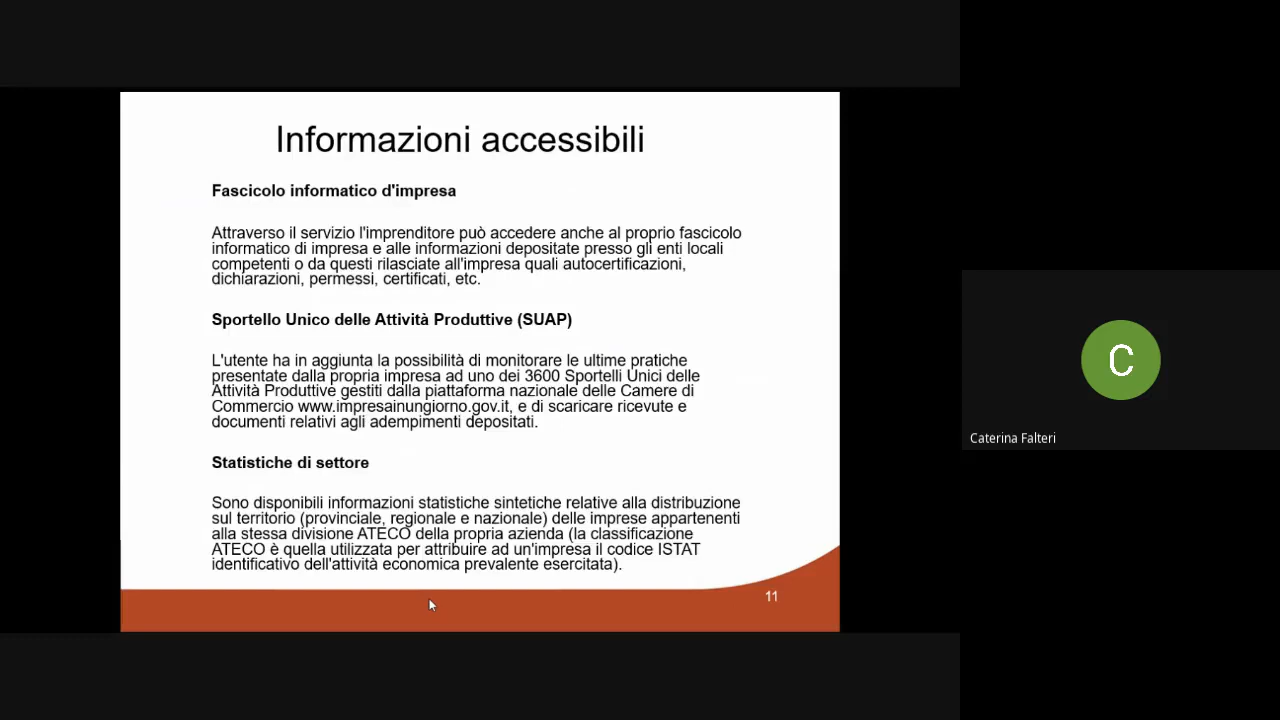 Informazioni accessibili
Fascicolo informatico d'impresa
Attraverso il servizio l'imprenditore può accedere anche al proprio fascicolo
informatico di impresa e alle informazioni depositate presso gli enti locali
competenti o da questi rilasciate all'impresa quali autocertificazioni,
dichiarazioni, permessi, certificati, etc.
Sportello Unico delle Attività Produttive (SUAP)
L'utente ha in aggiunta la possibilità di monitorare le ultime pratiche
presentate dalla propria impresa ad uno dei 3600 Sportelli Unici delle
Attività Produttive gestiti dalla piattaforma nazionale delle Camere di
Commercio www.impresainungiorno.gov.it, e di scaricare ricevute e
documenti relativi agli adempimenti depositati.
Statistiche di settore
Sono disponibili informazioni statistiche sintetiche relative alla distribuzione
sul territorio (provinciale, regionale e nazionale) delle imprese appartenenti
alla stessa divisione ATECO della propria azienda (la classificazione
ATECO è quella utilizzata per attribuire ad un'impresa il codice ISTAT
identificativo dell'attività economica prevalente esercitata).
11
C
Caterina Falteri